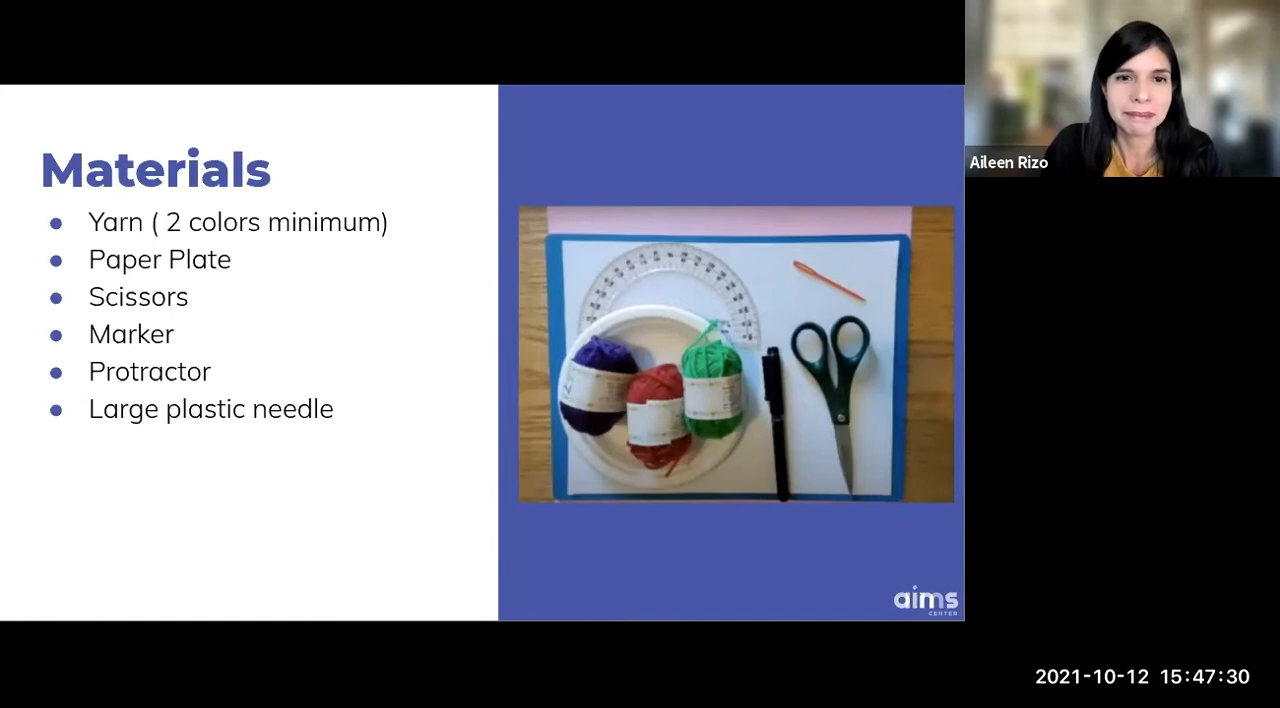 Materials
Yarn ( 2 colors minimum)
Paper Plate
Scissors
Marker
Protractor
Large plastic needle
aims
CENTER
Aileen Rizo
2021-10-12 15:47:30